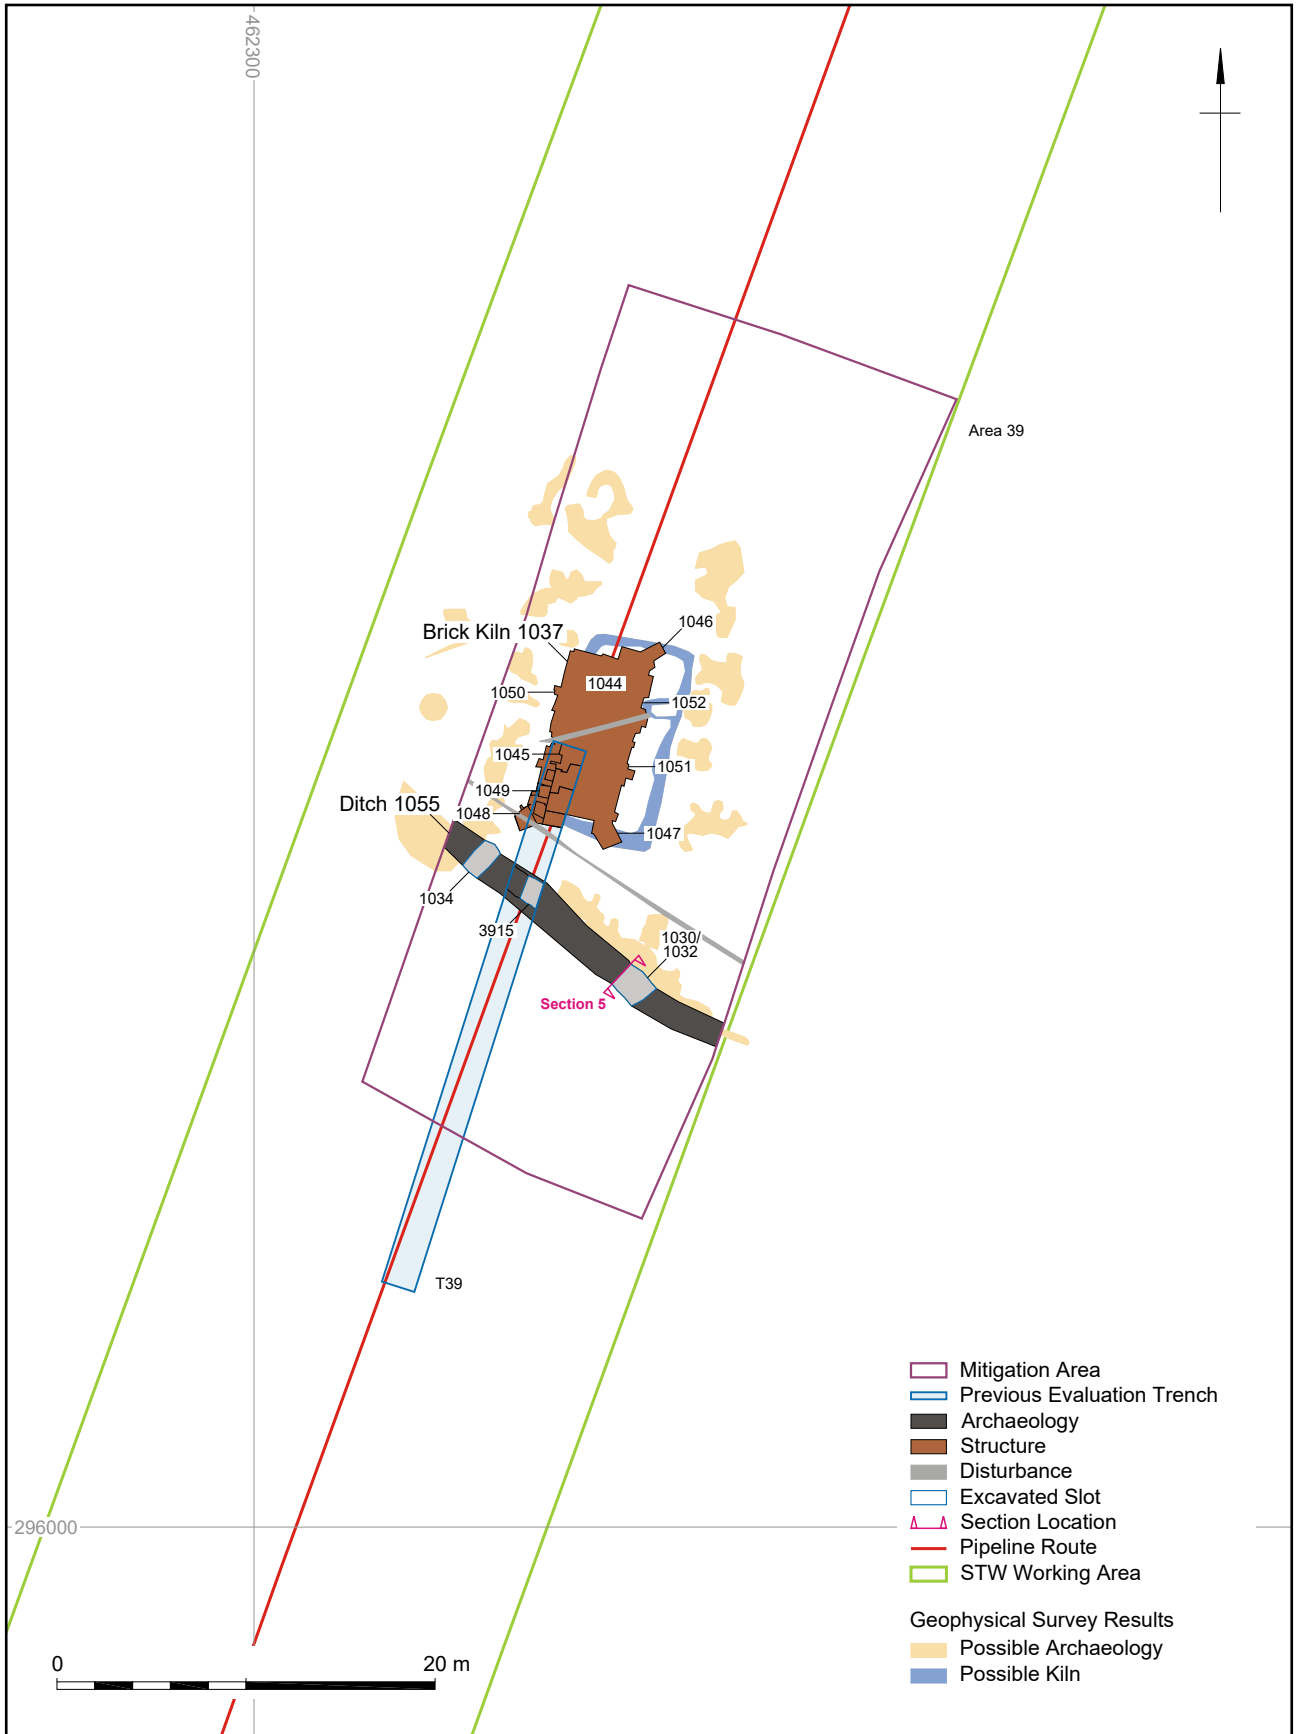 462300
Area 39
1046
Brick Kiln 1037
1044
1050
1052
1045
1051
1049
Ditch 1055
1048
1047
1034
3915
1030/
1032
Section 5
T39
Mitigation Area
Previous Evaluation Trench
Archaeology
Structure
Disturbance
Excavated Slot
296000
Section Location
Pipeline Route
STW Working Area
Geophysical Survey Results
Possible Archaeology
Possible Kiln
0
20 m